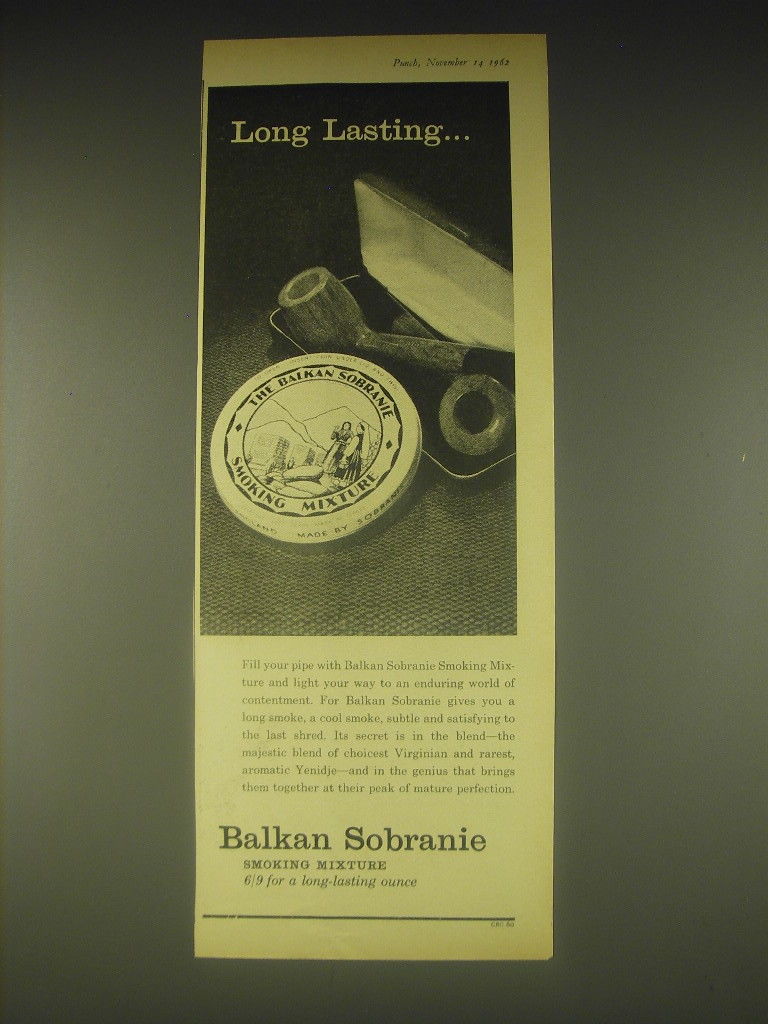 Punch, November 14 1962
Long Lasting...
THE BALKAN SOBRANIE
SMOKING MIXTURE
MADE BY SOBRANIE
Fill your pipe with Balkan Sobranie Smoking Mix-
ture and light your way to an enduring world of
contentment. For Balkan Sobranie gives you a
long smoke, a cool smoke, subtle and satisfying to
the last shred. Its secret is in the blend—the
majestic blend of choicest Virginian and rarest,
aromatic Yenidje—and in the genius that brings
them together at their peak of mature perfection.
Balkan Sobranie
SMOKING MIXTURE
6/9 for a long-lasting ounce